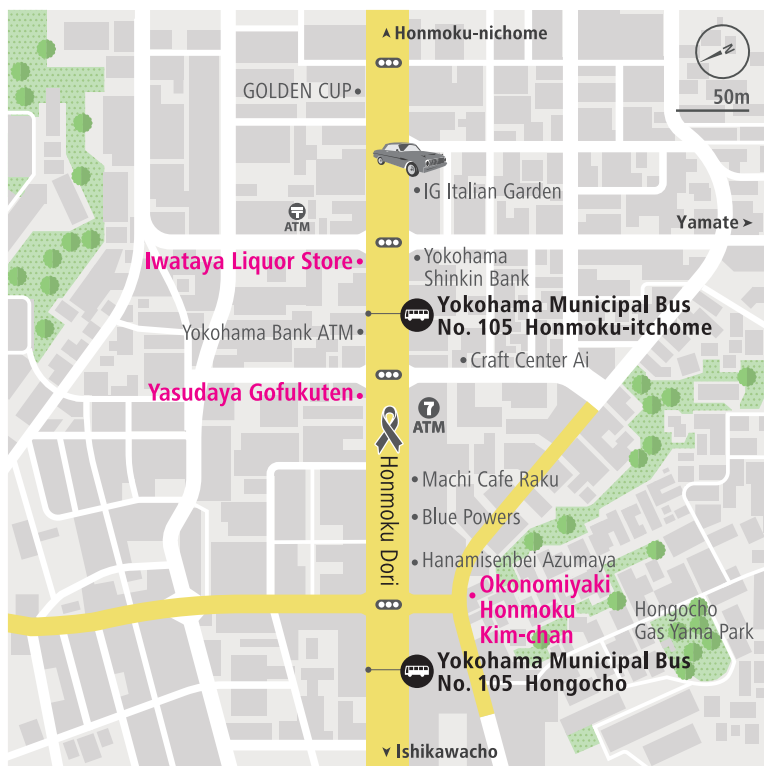 Honmoku-nichome
N
50m
GOLDEN CUP
IG Italian Garden
ATM
Yamate
Iwataya Liquor Store
Yokohama
Shinkin Bank
Yokohama Municipal Bus
No. 105 Honmoku-itchome
Yokohama Bank ATM
Craft Center Ai
Yasudaya Gofukuten
7
ATM
Honmoku Dori
Machi Cafe Raku
Blue Powers
Hanamisenbei Azumaya
Okonomiyaki
Honmoku
Kim-chan
Hongocho
Gas Yama Park
Yokohama Municipal Bus
No. 105 Hongocho
Ishikawacho